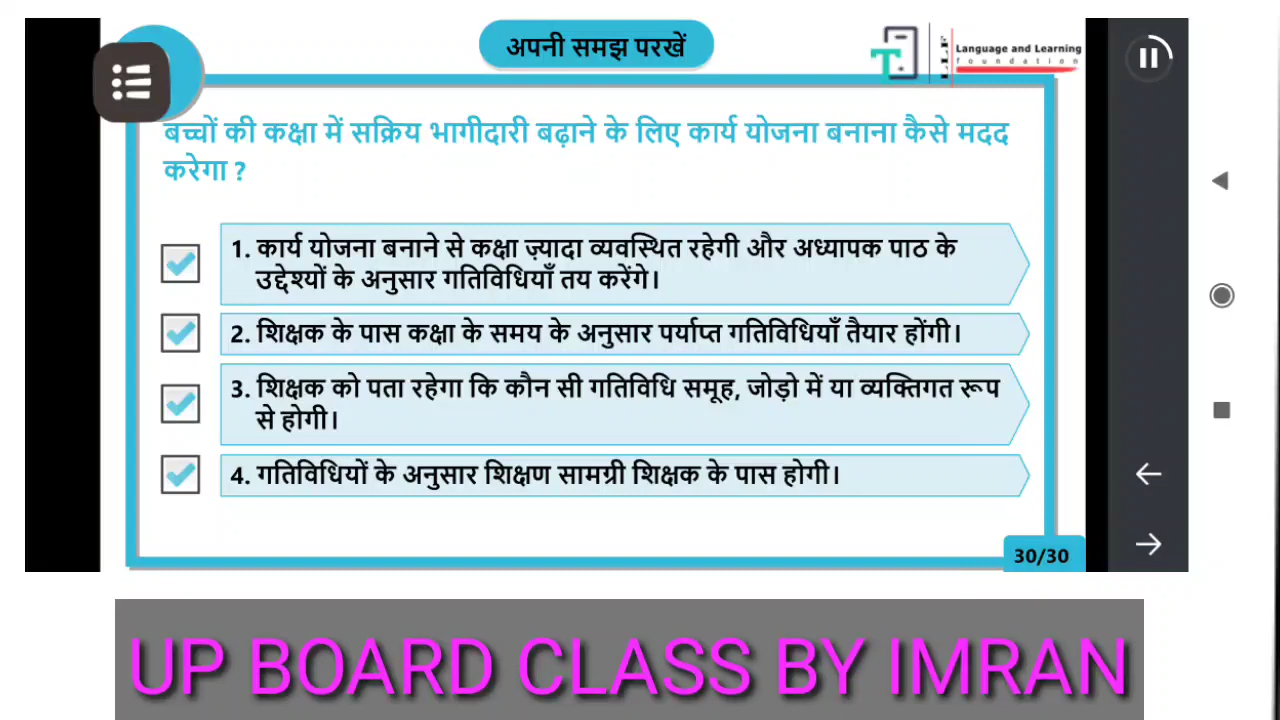 अपनी समझ परखें
LLF
Language and Learning
foundation
बच्चों की कक्षा में सक्रिय भागीदारी बढ़ाने के लिए कार्य योजना बनाना कैसे मदद
करेगा ?
1. कार्य योजना बनाने से कक्षा ज़्यादा व्यवस्थित रहेगी और अध्यापक पाठ के
उद्देश्यों के अनुसार गतिविधियाँ तय करेंगे।
2. शिक्षक के पास कक्षा के समय के अनुसार पर्याप्त गतिविधियाँ तैयार होंगी।
3. शिक्षक को पता रहेगा कि कौन सी गतिविधि समूह, जोड़ो में या व्यक्तिगत रूप
से होगी।
4. गतिविधियों के अनुसार शिक्षण सामग्री शिक्षक के पास होगी।
30/30
UP BOARD CLASS BY IMRAN